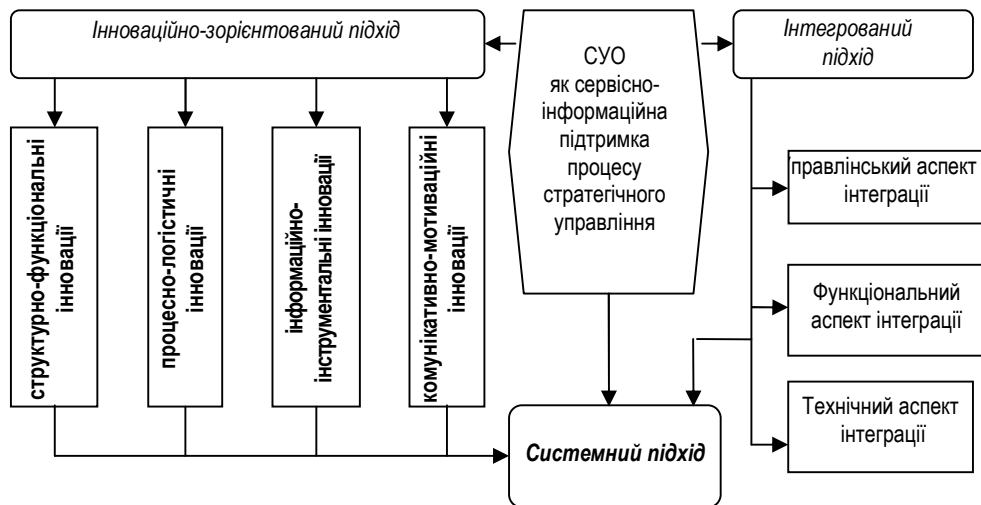 Інноваційно-зорієнтований підхід
СУО
як сервісно-
інформаційна
підтримка
процесу
стратегічного
управління
Інтегрований
підхід
структурно-функціональні
інновації
процесно-логістичні
інновації
інформаційно-
інструментальні інновації
комунікативно-мотиваційні
інновації
правлінський аспект
інтеграції
Функціональний
аспект інтеграції
Технічний аспект
інтеграції
Системний підхід